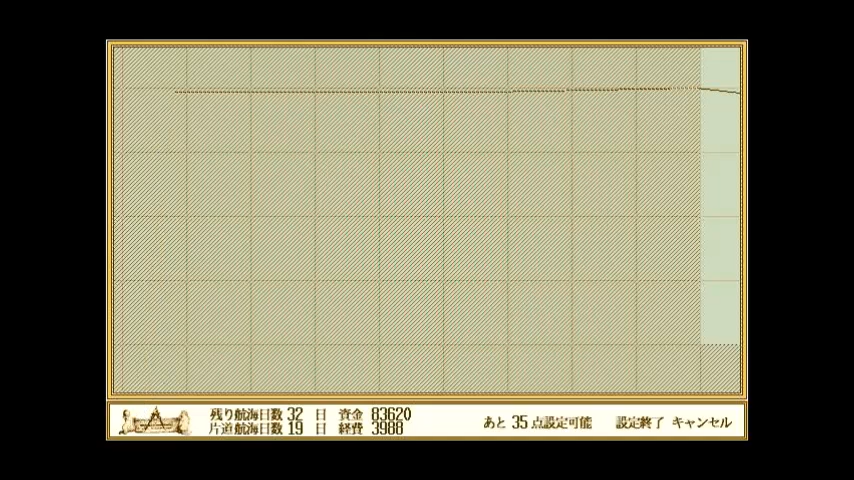 残り航海日数 32 日 資金 83620
片道航海日数 19 日 経費 3988
あと 35 点設定可能 設定終了 キャンセル